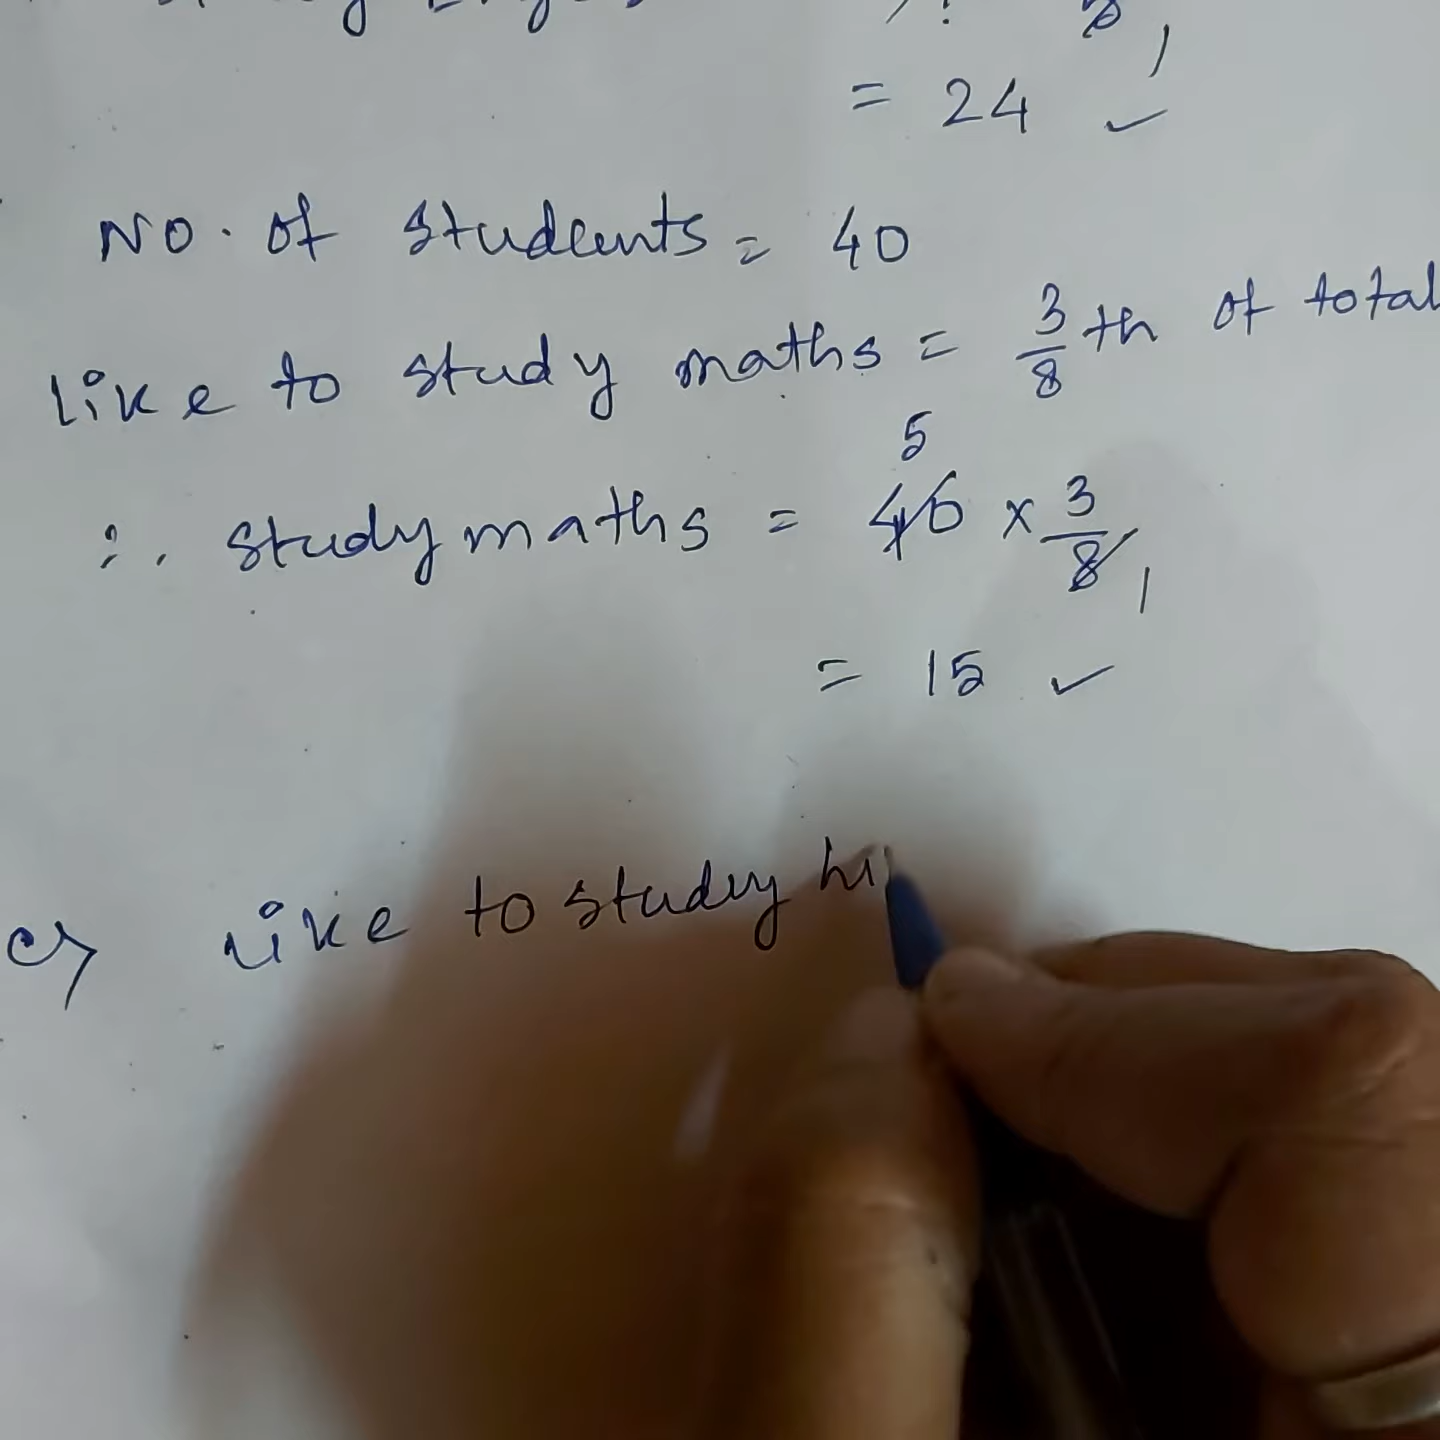 = 24 ✓
NO. of students = 40
like to study maths = 3/8 th of total
5
∴ study maths = 40 × 3/8 1
= 15 ✓
c) like to study hi